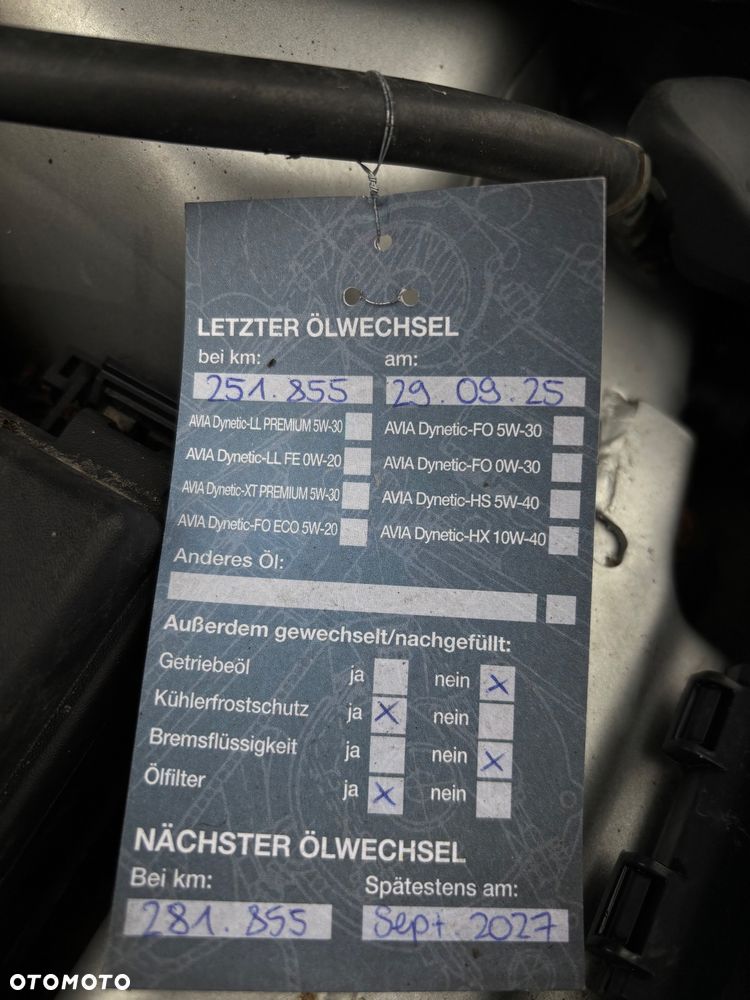 LETZTER ÖLWECHSEL
bei km: am:
251.855 29.09.25
AVIA Dynetic-LL PREMIUM 5W-30 AVIA Dynetic-FO 5W-30
AVIA Dynetic-LL FE 0W-20 AVIA Dynetic-FO 0W-30
AVIA Dynetic-XT PREMIUM 5W-30 AVIA Dynetic-HS 5W-40
AVIA Dynetic-FO ECO 5W-20 AVIA Dynetic-HX 10W-40
Anderes Öl:
Außerdem gewechselt/nachgefüllt:
Getriebeöl ja nein X
Kühlerfrostschutz ja X nein
Bremsflüssigkeit ja nein X
Ölfilter ja X nein
NÄCHSTER ÖLWECHSEL
Bei km: Spätestens am:
281.855 Sept 2027
OTOMOTO